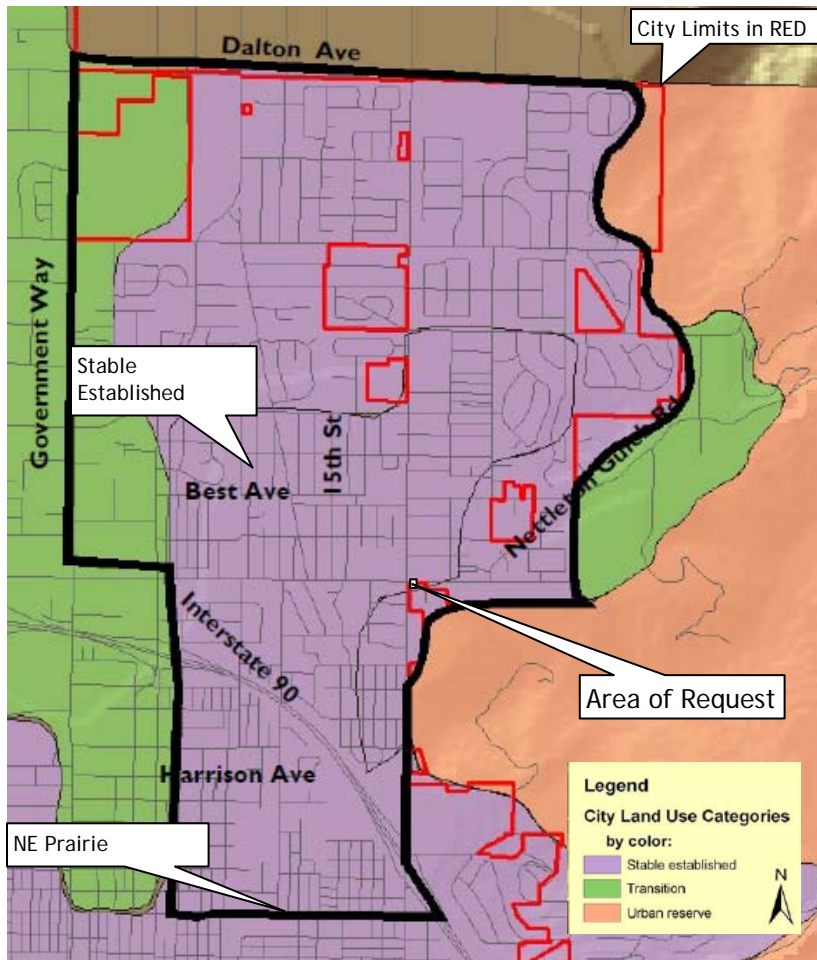 City Limits in RED
Dalton Ave
Government Way
Stable
Established
15th St
Best Ave
Nettleton Gulch Rd
Interstate 90
Area of Request
Harrison Ave
NE Prairie
Legend
City Land Use Categories
by color:
Stable established
Transition
Urban reserve
N